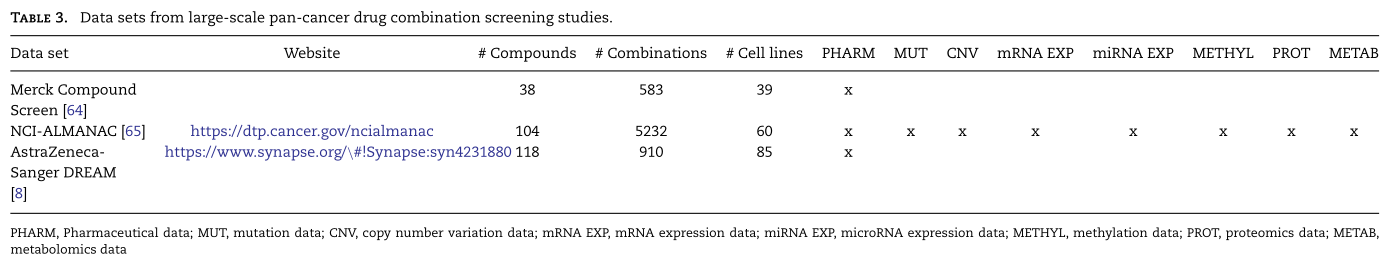 TABLE 3. Data sets from large-scale pan-cancer drug combination screening studies.
Data set Website # Compounds # Combinations # Cell lines PHARM MUT CNV mRNA EXP miRNA EXP METHYL PROT METAB
Merck Compound 38 583 39 x
Screen [64]
NCI-ALMANAC [65] https://dtp.cancer.gov/ncialmanac 104 5232 60 x x x x x x x x
AstraZeneca- https://www.synapse.org/\#!Synapse:syn4231880 118 910 85 x
Sanger DREAM
[8]
PHARM, Pharmaceutical data; MUT, mutation data; CNV, copy number variation data; mRNA EXP, mRNA expression data; miRNA EXP, microRNA expression data; METHYL, methylation data; PROT, proteomics data; METAB,
metabolomics data